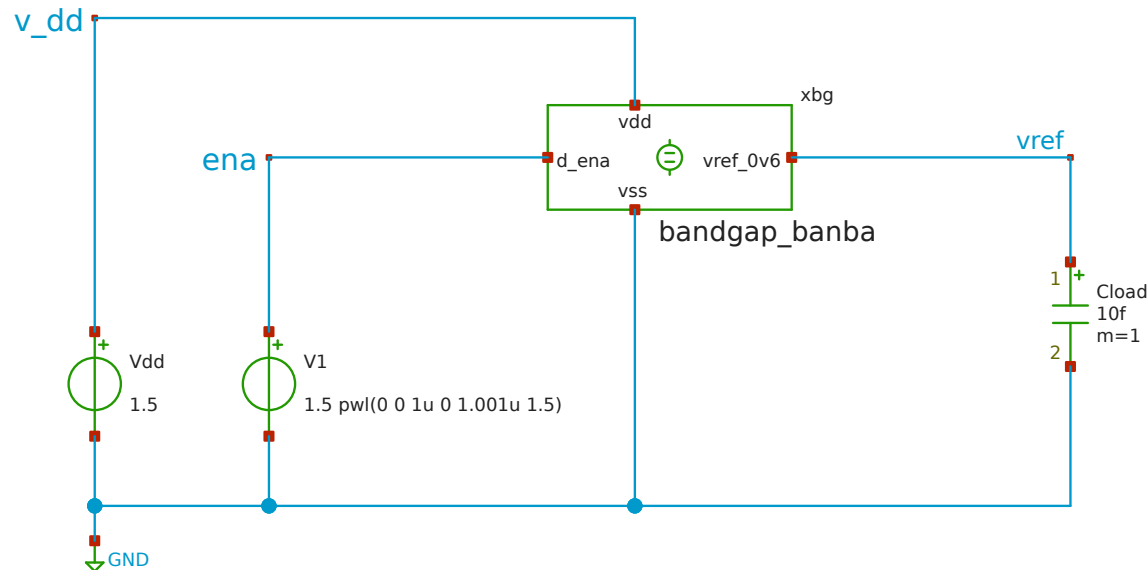 v_dd
xbg
vdd
ena
d_ena
vref_0v6
vref
vss
bandgap_banba
1
+
Cload
10f
m=1
2
+
Vdd
1.5
+
V1
1.5 pwl(0 0 1u 0 1.001u 1.5)
GND